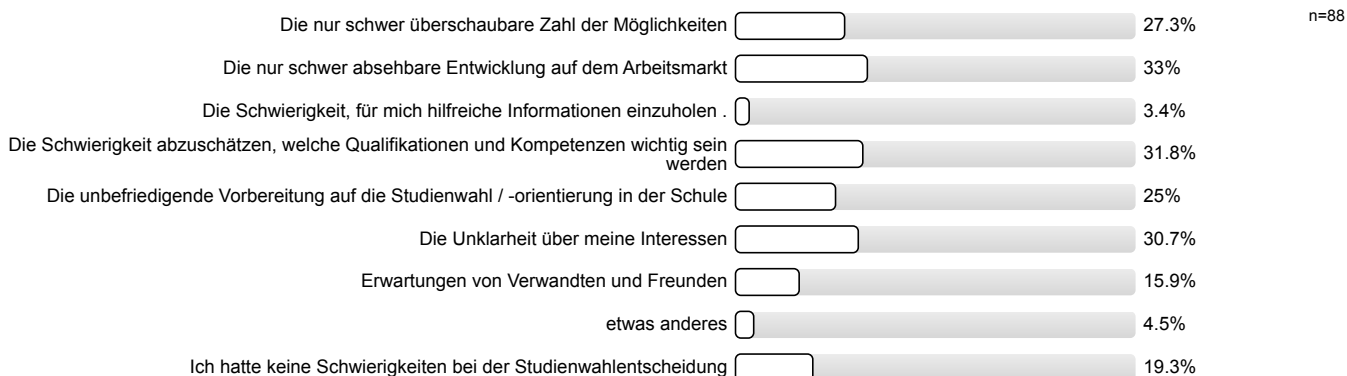 Die nur schwer überschaubare Zahl der Möglichkeiten 27.3% n=88
Die nur schwer absehbare Entwicklung auf dem Arbeitsmarkt 33%
Die Schwierigkeit, für mich hilfreiche Informationen einzuholen . 3.4%
Die Schwierigkeit abzuschätzen, welche Qualifikationen und Kompetenzen wichtig sein
werden 31.8%
Die unbefriedigende Vorbereitung auf die Studienwahl / -orientierung in der Schule 25%
Die Unklarheit über meine Interessen 30.7%
Erwartungen von Verwandten und Freunden 15.9%
etwas anderes 4.5%
Ich hatte keine Schwierigkeiten bei der Studienwahlentscheidung 19.3%